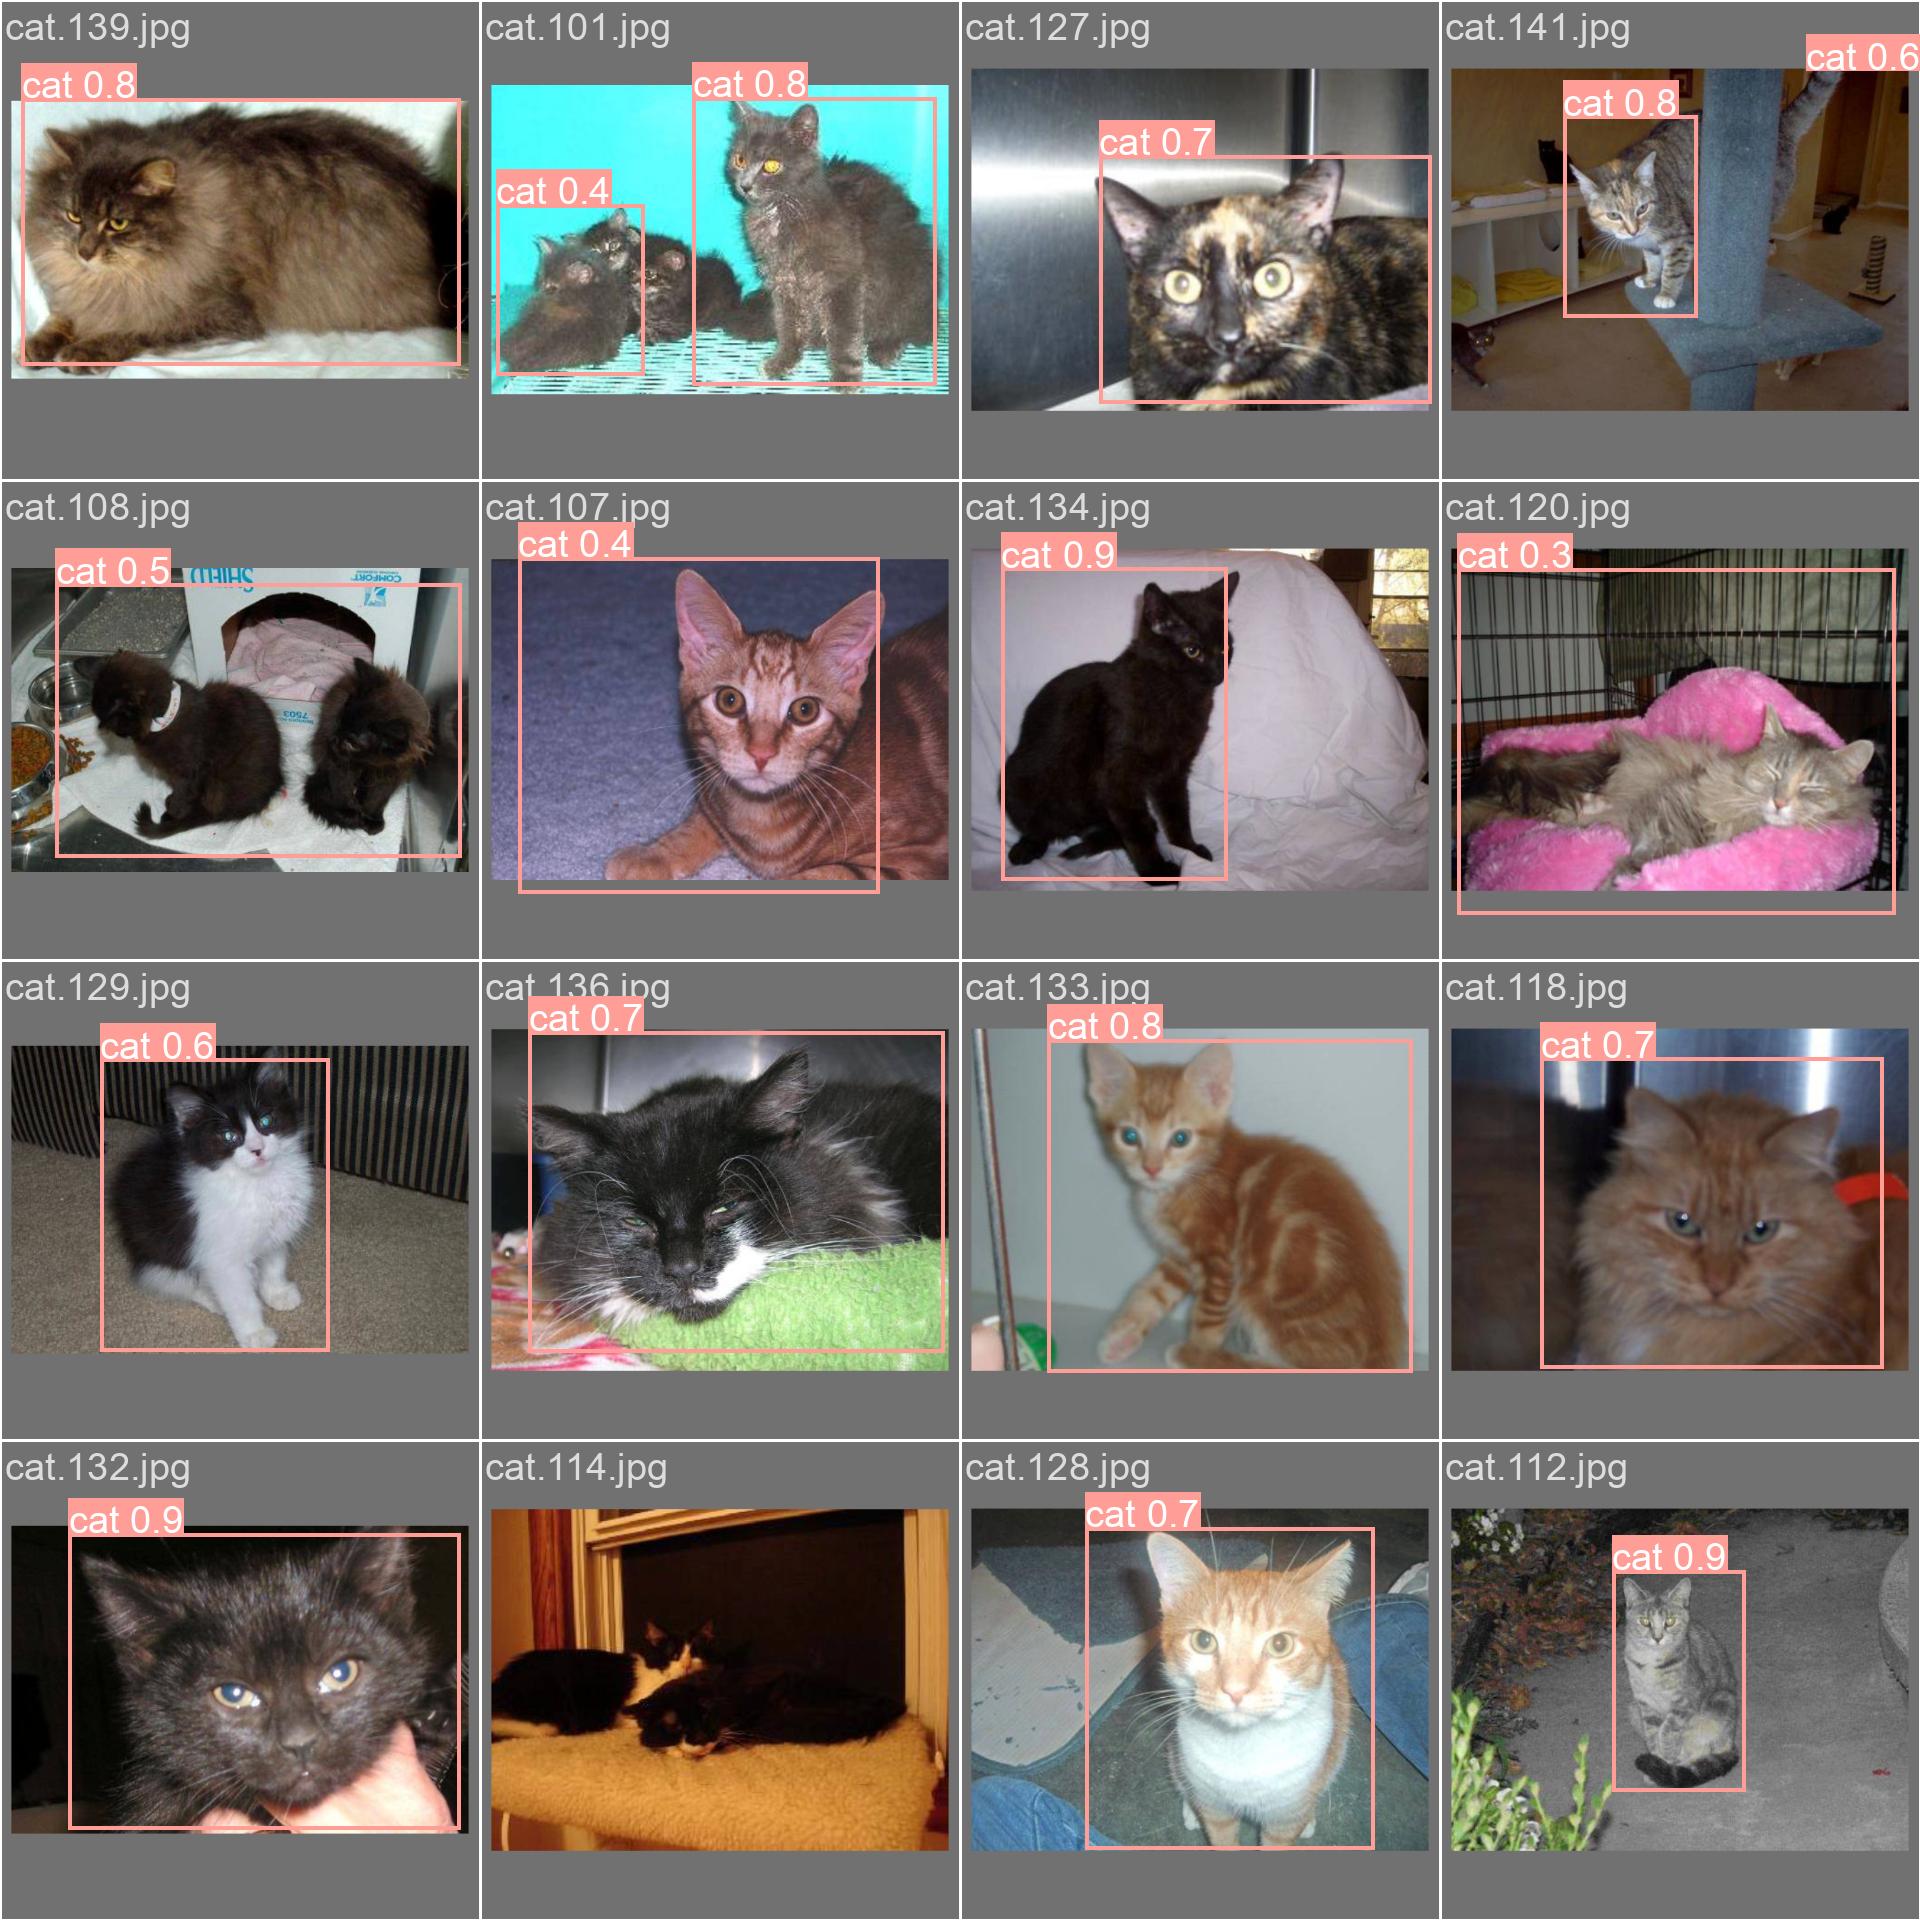 cat.139.jpg
cat 0.8
cat.101.jpg
cat 0.8
cat 0.4
cat.127.jpg
cat 0.7
cat.141.jpg
cat 0.6
cat 0.8
cat.108.jpg
cat 0.5
SHIELD
COMFORT
7503
cat.107.jpg
cat 0.4
cat.134.jpg
cat 0.9
cat.120.jpg
cat 0.3
cat.129.jpg
cat 0.6
cat.136.jpg
cat 0.7
cat.133.jpg
cat 0.8
cat.118.jpg
cat 0.7
cat.132.jpg
cat 0.9
cat.114.jpg
cat.128.jpg
cat 0.7
cat.112.jpg
cat 0.9